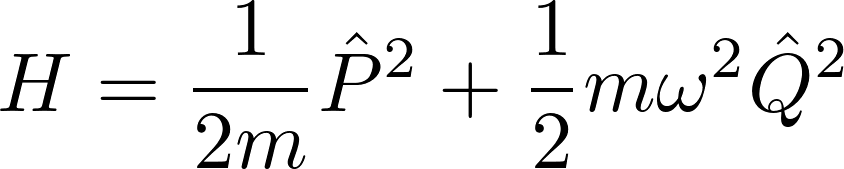 H = \frac{1}{2m} \hat{P}^2 + \frac{1}{2} m\omega^2 \hat{Q}^2